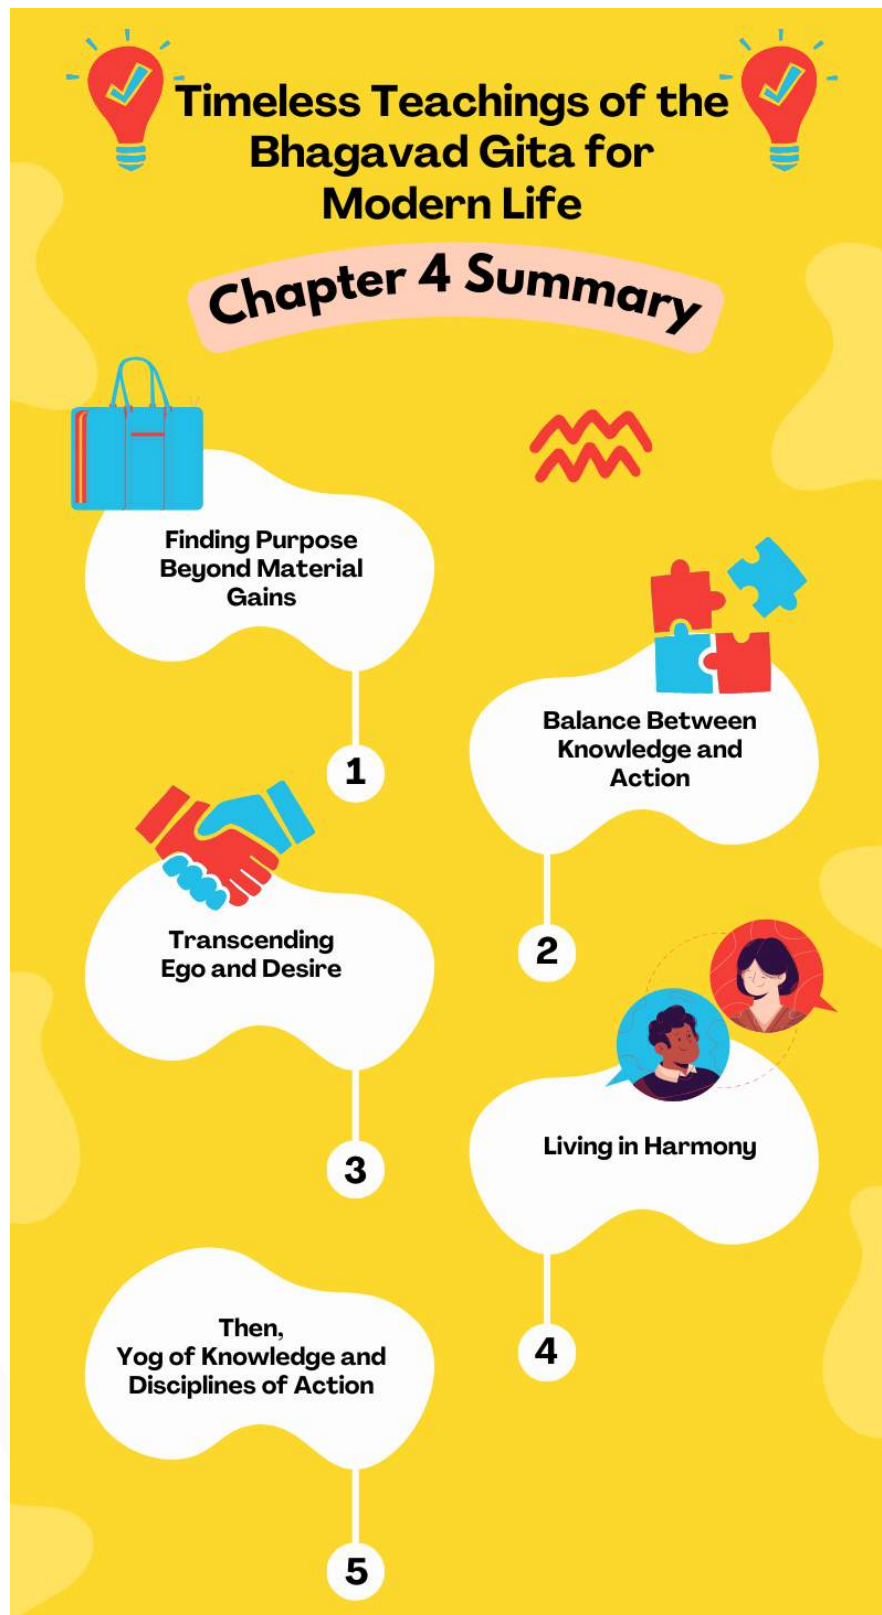 Timeless Teachings of the
Bhagavad Gita for
Modern Life
Chapter 4 Summary
Finding Purpose
Beyond Material
Gains
1
Balance Between
Knowledge and
Action
2
Transcending
Ego and Desire
3
Living in Harmony
4
Then,
Yog of Knowledge and
Disciplines of Action
5